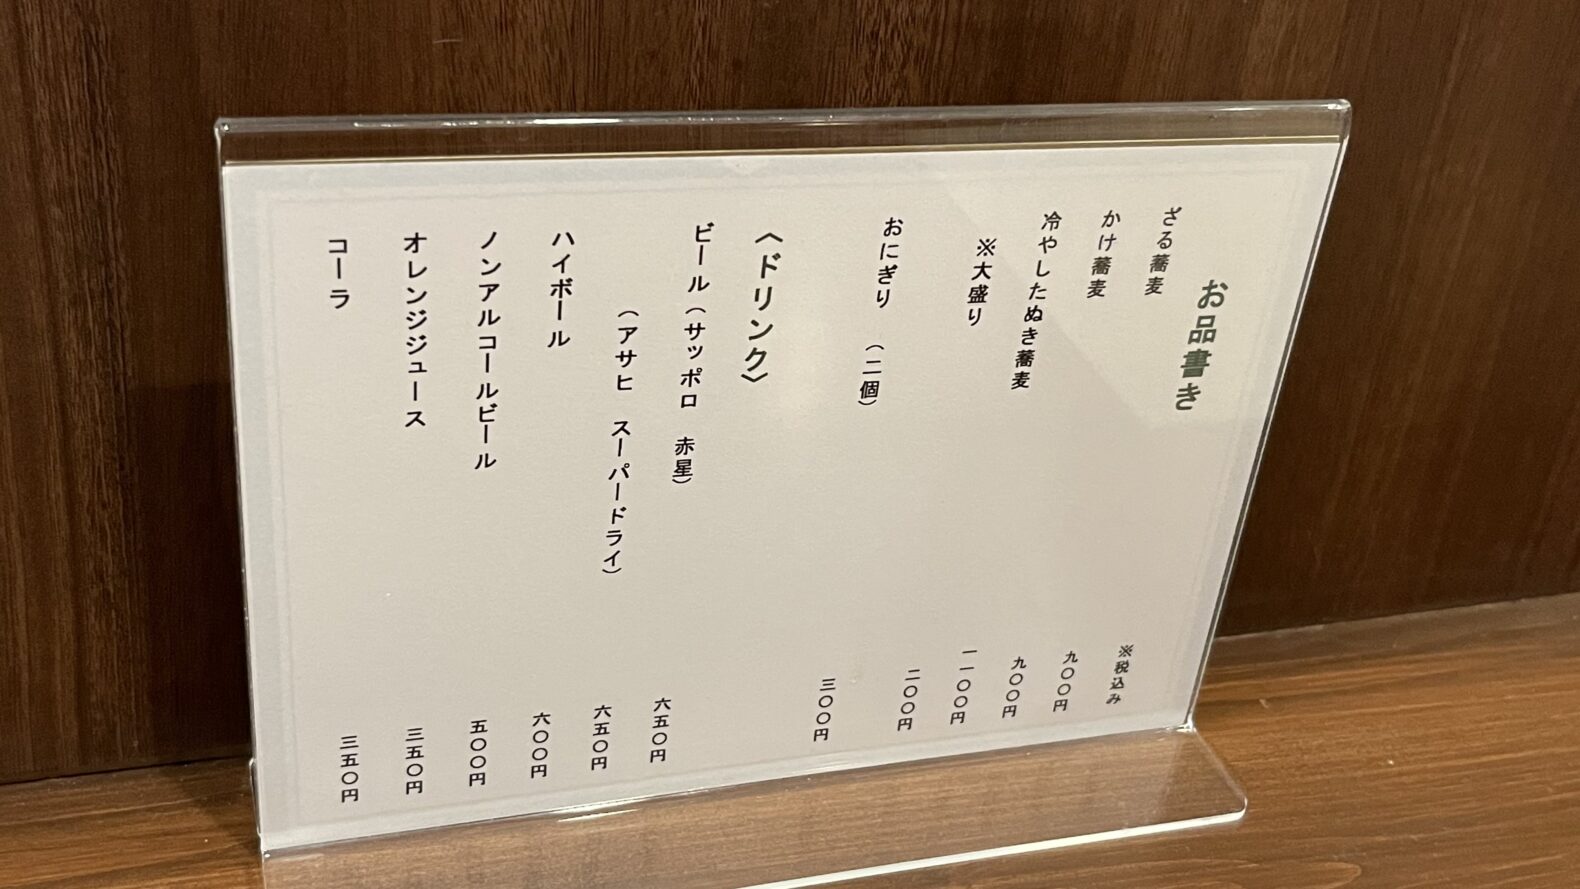 お品書き
※税込み
ざる蕎麦 九〇〇円
かけ蕎麦 九〇〇円
冷やしたぬき蕎麦 一一〇〇円
※大盛り 二〇〇円
おにぎり （二個） 三〇〇円
〈ドリンク〉
ビール（サッポロ 赤星） 六五〇円
（アサヒ スーパードライ） 六五〇円
ハイボール 六〇〇円
ノンアルコールビール 五〇〇円
オレンジジュース 三五〇円
コーラ 三五〇円